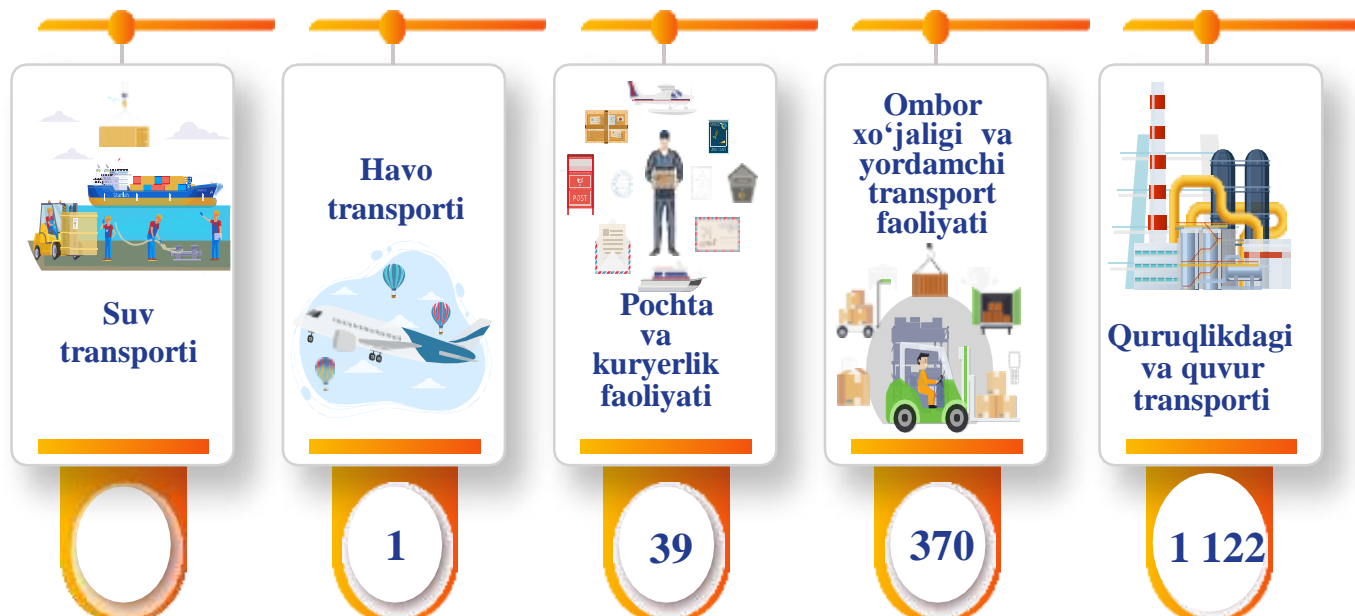 Suv
transporti
Havo
transporti
1
POST
Pochta
va
kuryerlik
faoliyati
39
Ombor
xo‘jaligi va
yordamchi
transport
faoliyati
370
Quruqlikdagi
va quvur
transporti
1 122